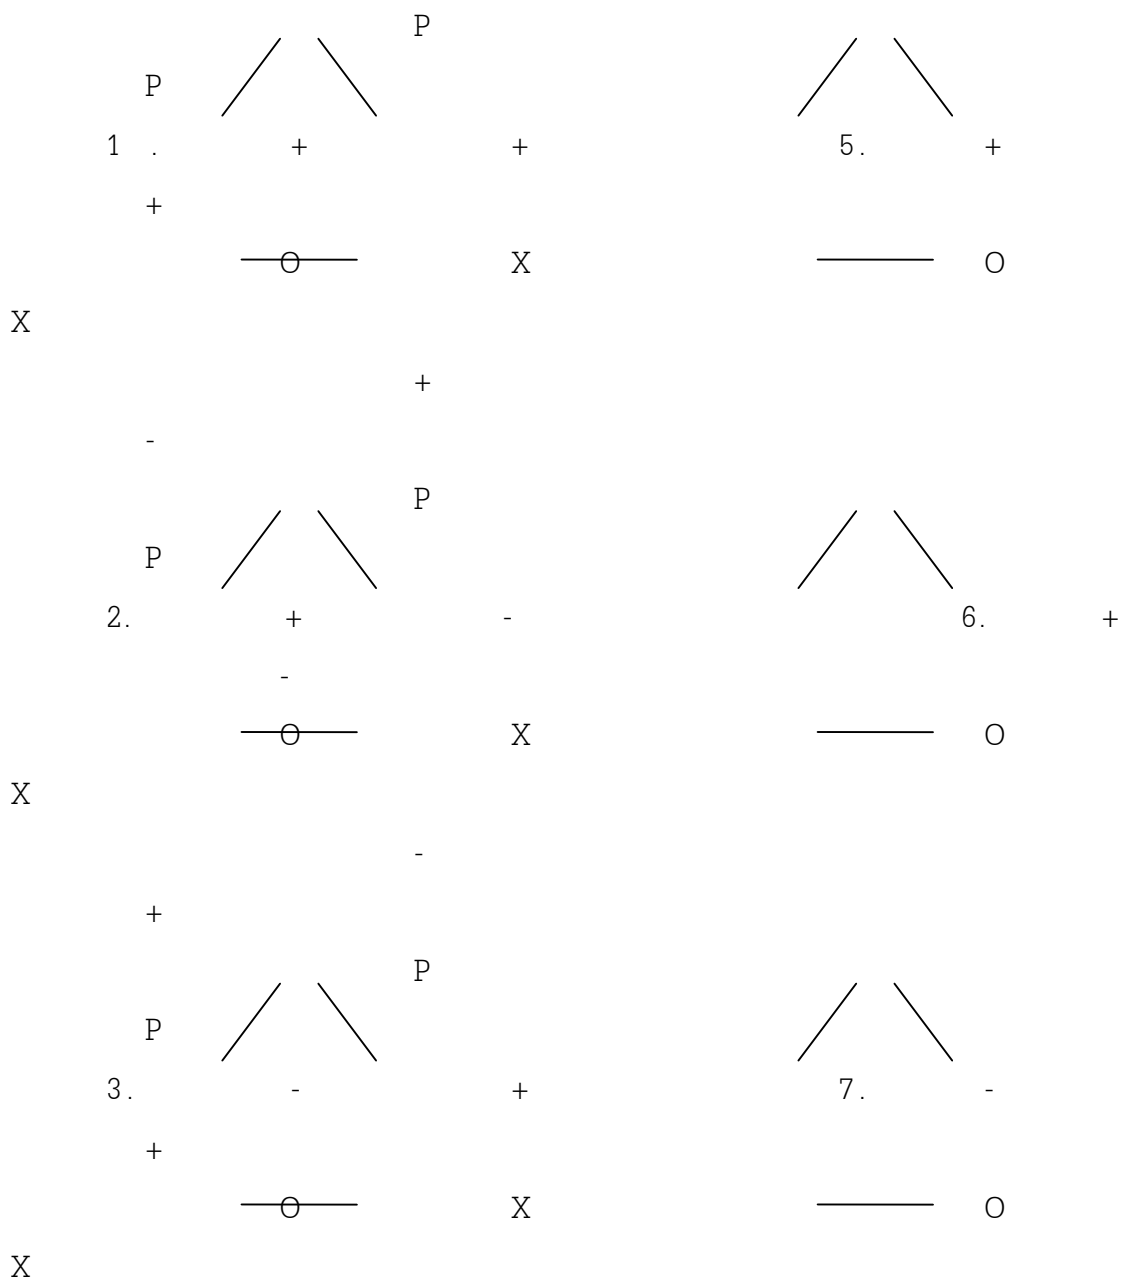 P
P
1 . + + 5. +
+
O X O
X
+
-
P
P
2. + - 6. +
-
O X O
X
-
+
P
P
3. - + 7. -
+
O X O
X